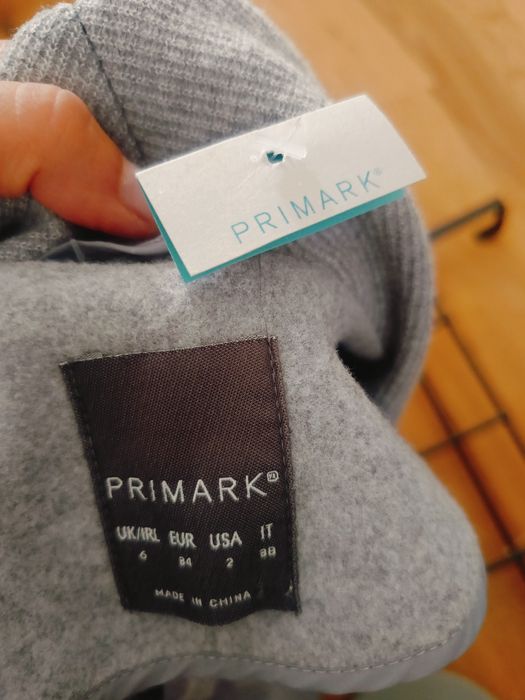 PRIMARK®
PRIMARK®
UK/IRL EUR USA IT
6 34 2 38
MADE IN CHINA